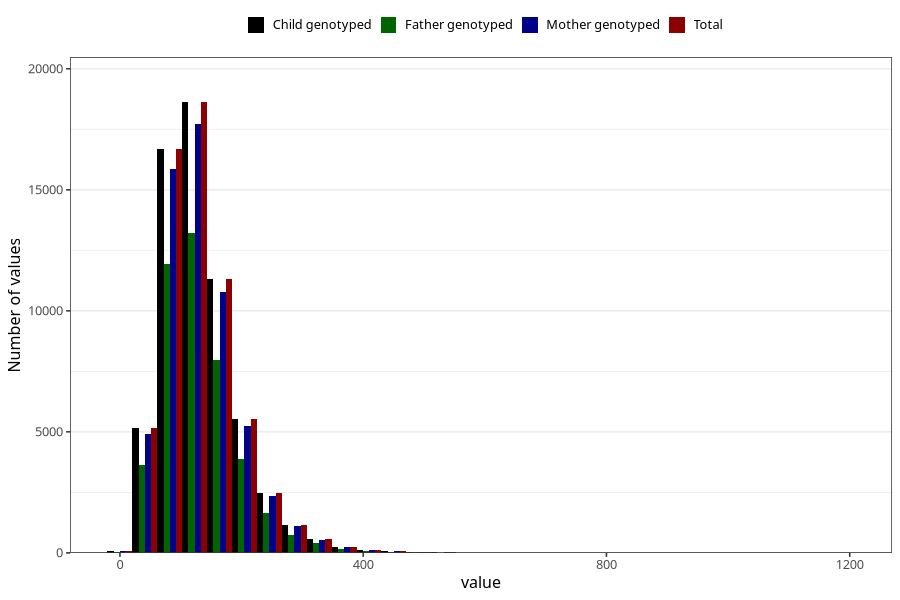 Child genotyped Father genotyped Mother genotyped Total
20000
15000
10000
5000
0
Number of values
0 400 800 1200
value